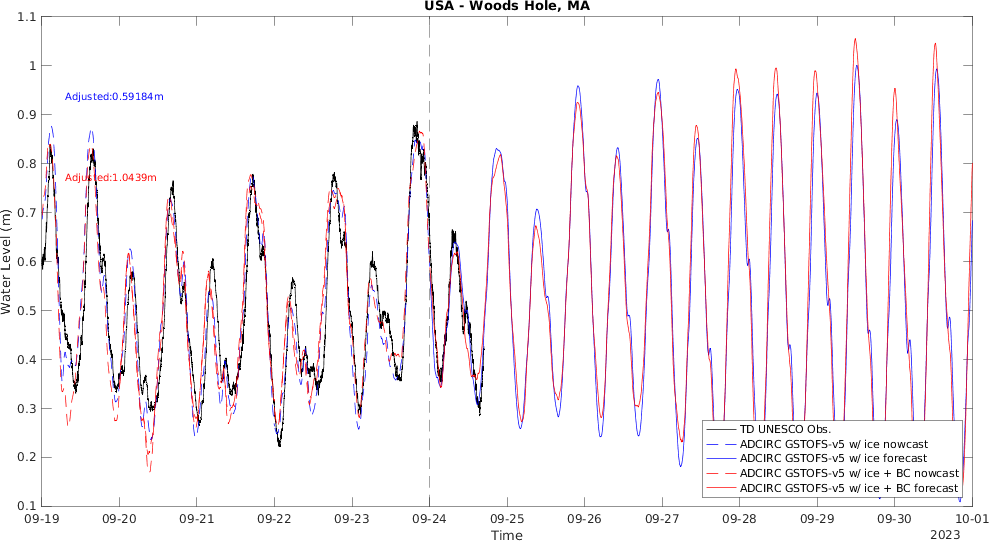 USA - Woods Hole, MA
1.1
1
0.9
0.8
0.7
0.6
0.5
0.4
0.3
0.2
0.1
Water Level (m)
Adjusted:0.59184m
Adjusted:1.0439m
TD UNESCO Obs.
ADCIRC GSTOFS-v5 w/ ice nowcast
ADCIRC GSTOFS-v5 w/ ice forecast
ADCIRC GSTOFS-v5 w/ ice + BC nowcast
ADCIRC GSTOFS-v5 w/ ice + BC forecast
09-19 09-20 09-21 09-22 09-23 09-24 09-25 09-26 09-27 09-28 09-29 09-30 10-01
Time
2023